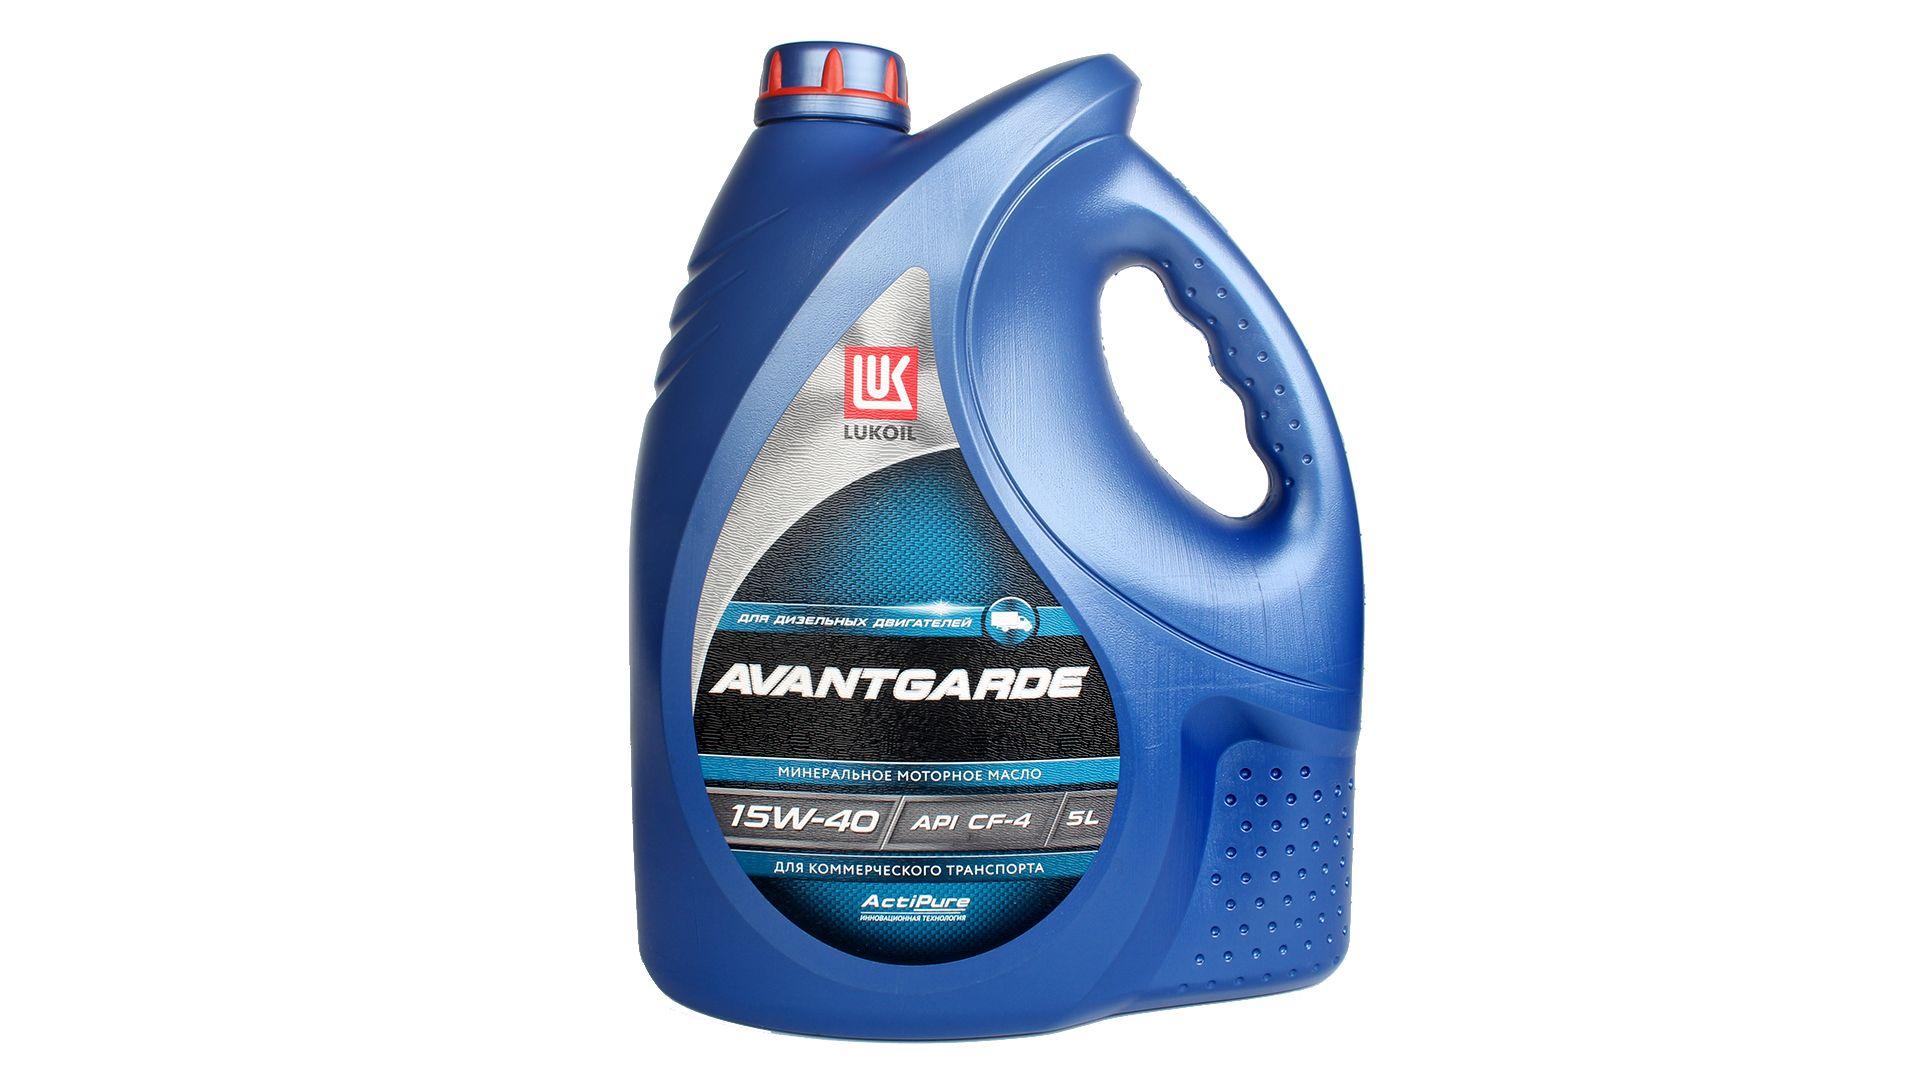 LUK
LUKOIL
ДЛЯ ДИЗЕЛЬНЫХ ДВИГАТЕЛЕЙ
AVANTGARDE
МИНЕРАЛЬНОЕ МОТОРНОЕ МАСЛО
15W-40 API CF-4 5L
ДЛЯ КОММЕРЧЕСКОГО ТРАНСПОРТА
ActiPure
ИННОВАЦИОННАЯ ТЕХНОЛОГИЯ